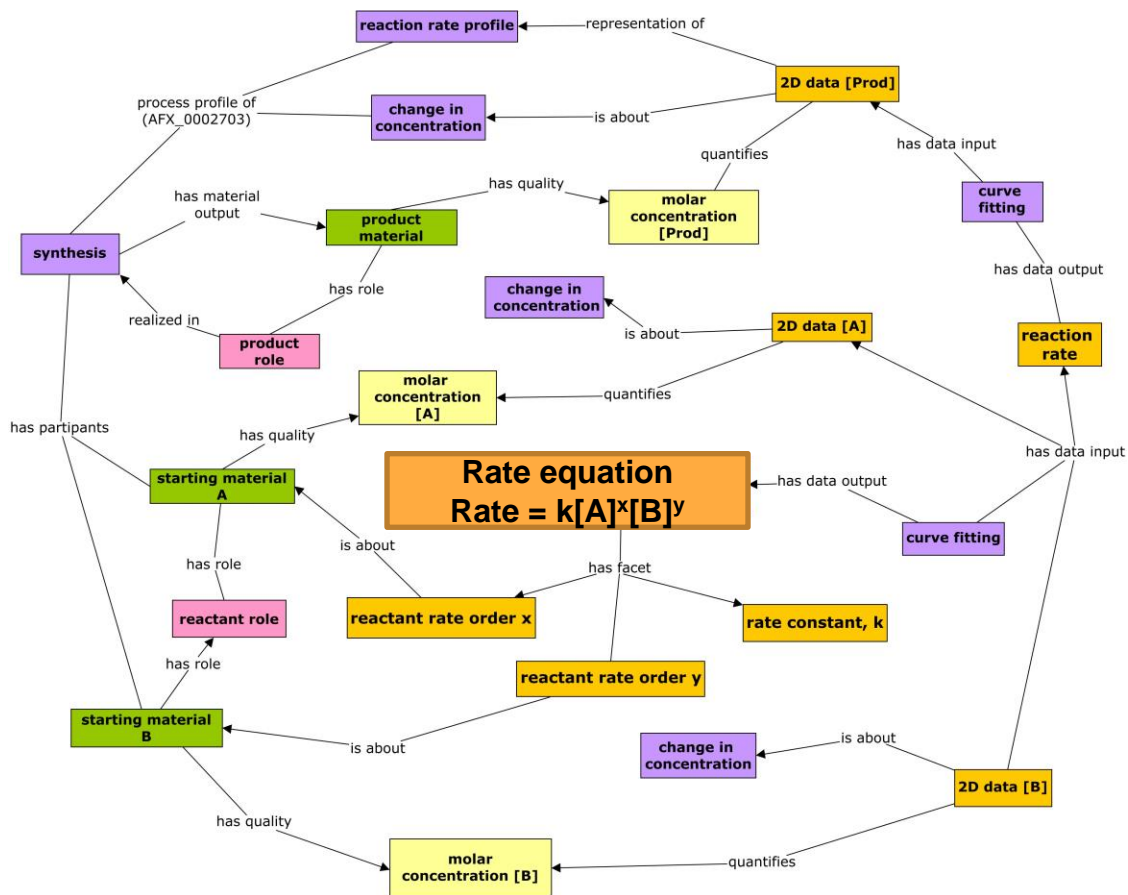 reaction rate profile
representation of
2D data [Prod]
process profile of
(AFX_0002703)
change in
concentration
is about
has data input
quantifies
has quality
curve
fitting
has material
output
molar
concentration
[Prod]
product
material
synthesis
has data output
change in
concentration
has role
realized in
is about
2D data [A]
reaction
rate
product
role
molar
concentration
[A]
quantifies
has partipants
has quality
has data input
Rate equation
Rate = k[A]ˣ[B]ʸ
starting material
A
has data output
curve fitting
is about
has role
has facet
reactant role
reactant rate order x
rate constant, k
has role
reactant rate order y
starting material
B
is about
is about
change in
concentration
2D data [B]
has quality
molar
concentration [B]
quantifies